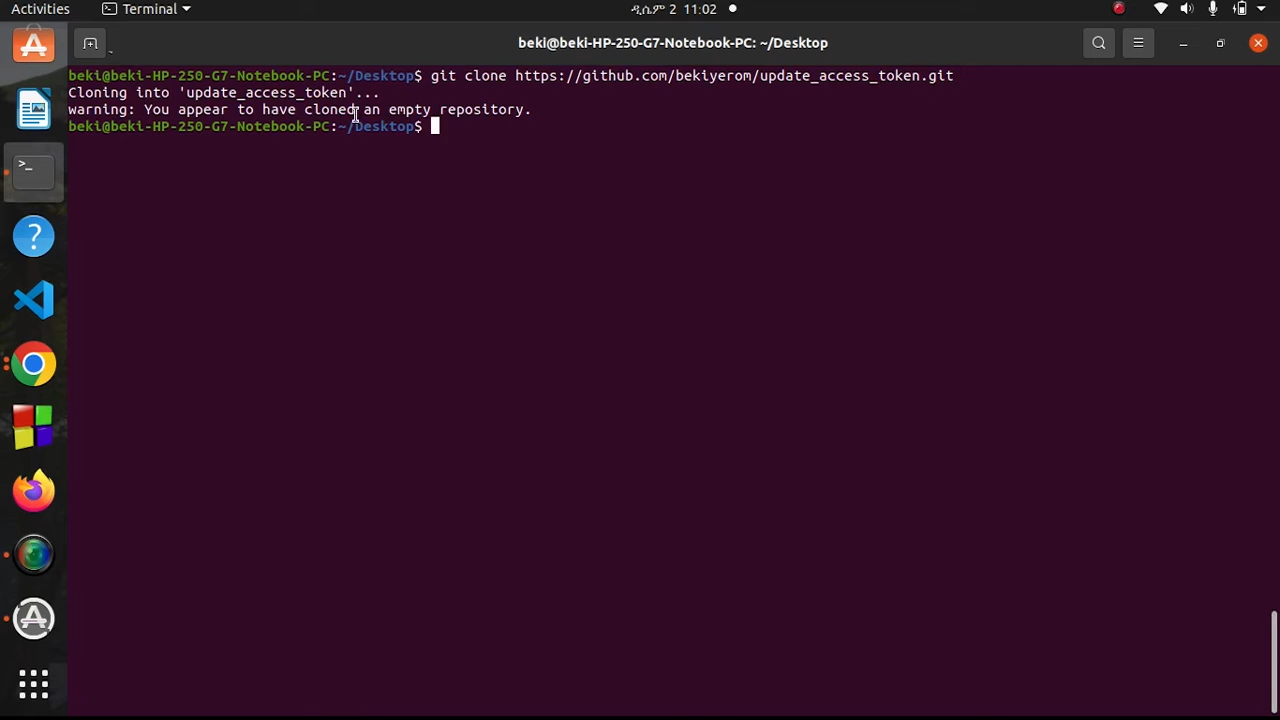 Activities
Terminal
ዲሴም 2 11:02
beki@beki-HP-250-G7-Notebook-PC: ~/Desktop
beki@beki-HP-250-G7-Notebook-PC:~/Desktop$ git clone https://github.com/bekiyerom/update_access_token.git
Cloning into 'update_access_token'...
warning: You appear to have cloned an empty repository.
beki@beki-HP-250-G7-Notebook-PC:~/Desktop$